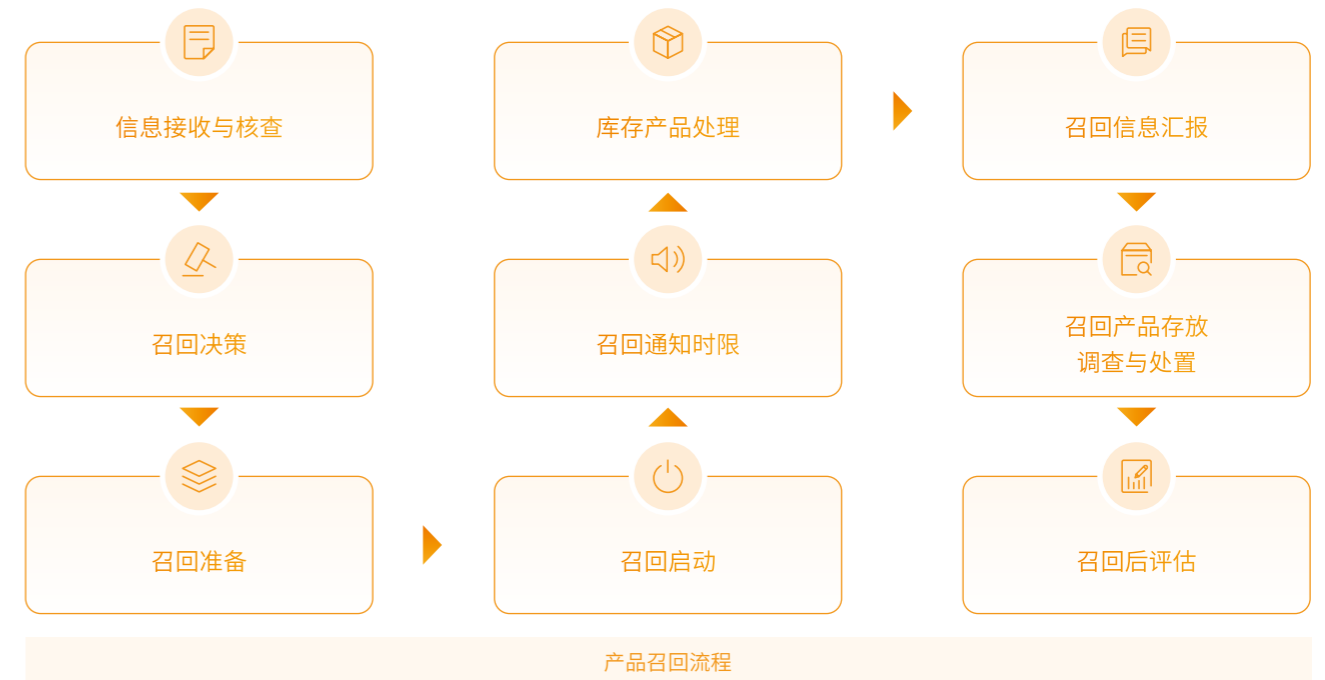 信息接收与核查
召回决策
召回准备
召回启动
召回通知时限
库存产品处理
召回信息汇报
召回产品存放
调查与处置
召回后评估
产品召回流程